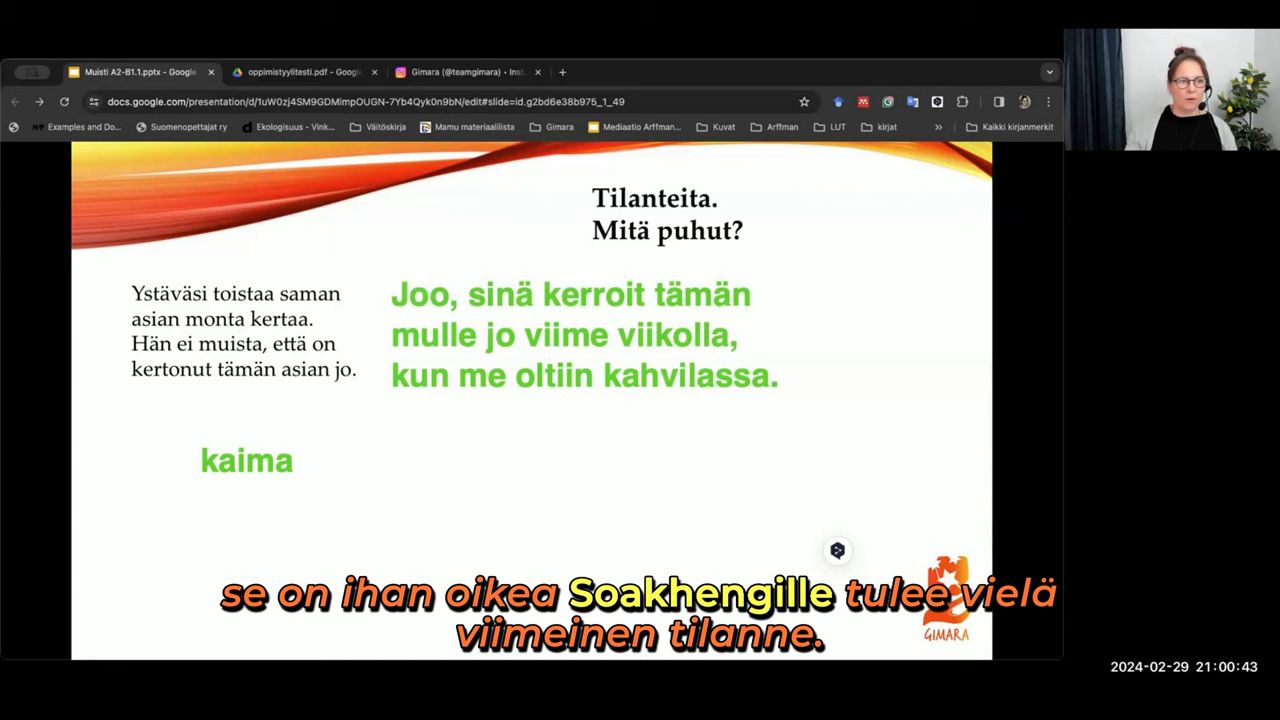 Muisti A2-B1.1.pptx - Google
oppimistyylitesti.pdf - Goog
Gimara (@teamgimara) • Ins
docs.google.com/presentation/d/1uW0zj4SM9GDMimpOUGN-7Yb4Qyk0n9bN/edit#slide=id.g2bd6e38b975_1_49
Examples and Do...
Suomenopettajat ry
Ekologisuus - Vink...
Väitöskirja
Mamu materiaalilista
Gimara
Mediaatio Arffman...
Kuvat
Arffman
LUT
kirjat
»
Kaikki kirjanmerkit
Tilanteita.
Mitä puhut?
Ystäväsi toistaa saman
asian monta kertaa.
Hän ei muista, että on
kertonut tämän asian jo.
Joo, sinä kerroit tämän
mulle jo viime viikolla,
kun me oltiin kahvilassa.
kaima
se on ihan oikea Soakhengille tulee vielä
viimeinen tilanne.
GIMARA
2024-02-29 21:00:43